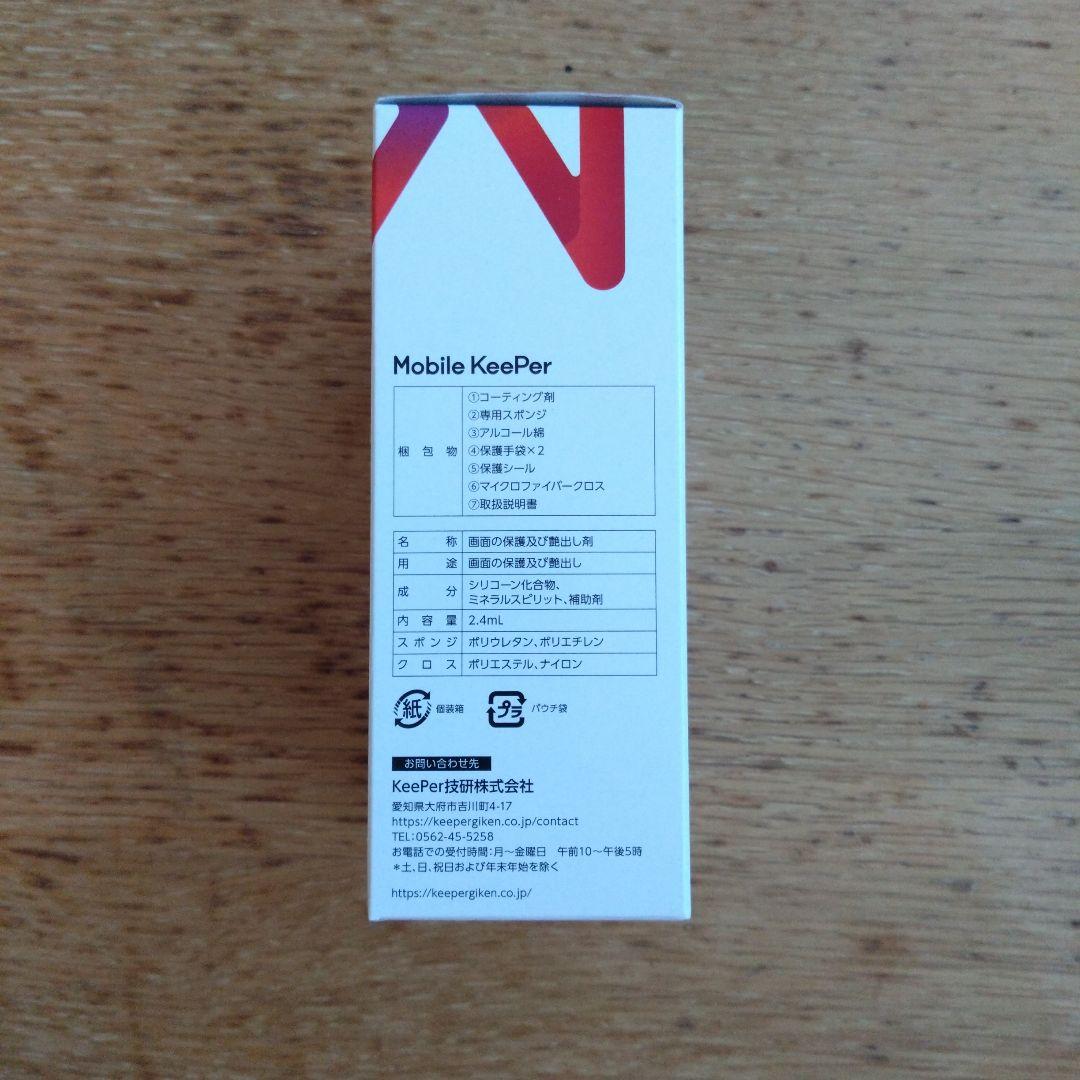 Mobile KeePer
梱包物
①コーティング剤
②専用スポンジ
③アルコール綿
④保護手袋×2
⑤保護シール
⑥マイクロファイバークロス
⑦取扱説明書
名称 画面の保護及び艶出し剤
用途 画面の保護及び艶出し
成分 シリコーン化合物、
ミネラルスピリット、補助剤
内容量 2.4mL
スポンジ ポリウレタン、ポリエチレン
クロス ポリエステル、ナイロン
紙 個装箱 プラ パウチ袋
お問い合わせ先
KeePer技研株式会社
愛知県大府市吉川町4-17
https://keepergiken.co.jp/contact
TEL:0562-45-5258
お電話での受付時間:月~金曜日 午前10~午後5時
*土、日、祝日および年末年始を除く
https://keepergiken.co.jp/